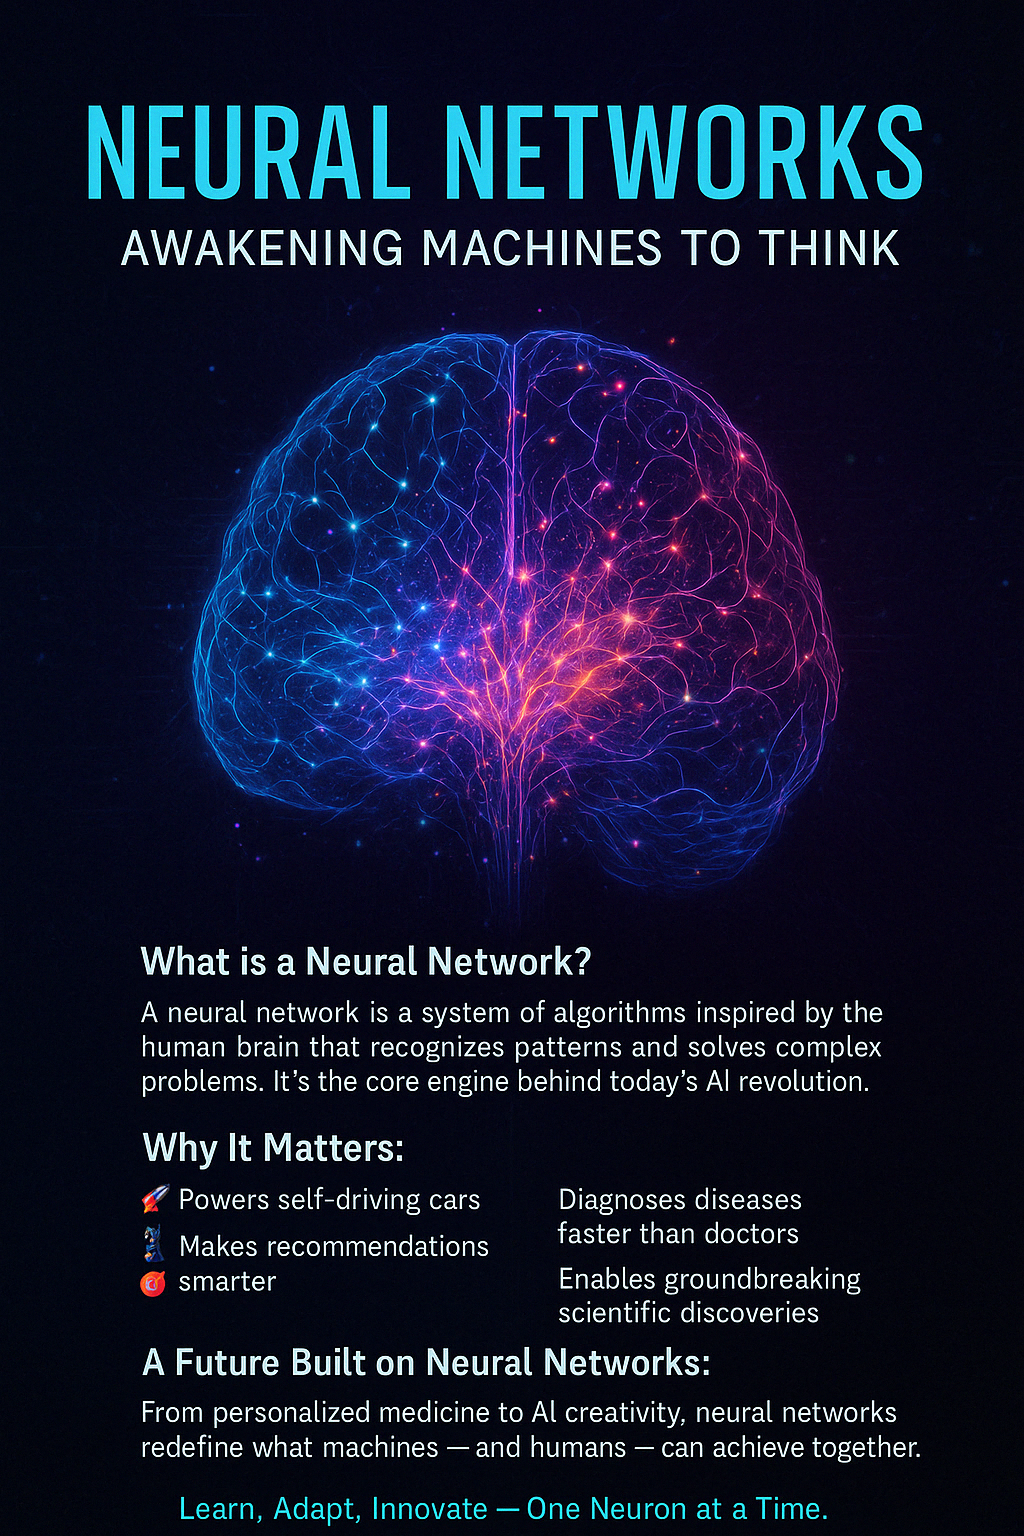 NEURAL NETWORKS
AWAKENING MACHINES TO THINK
What is a Neural Network?
A neural network is a system of algorithms inspired by the
human brain that recognizes patterns and solves complex
problems. It's the core engine behind today's AI revolution.
Why It Matters:
Powers self-driving cars
Makes recommendations
smarter
Diagnoses diseases
faster than doctors
Enables groundbreaking
scientific discoveries
A Future Built on Neural Networks:
From personalized medicine to AI creativity, neural networks
redefine what machines — and humans — can achieve together.
Learn, Adapt, Innovate — One Neuron at a Time.